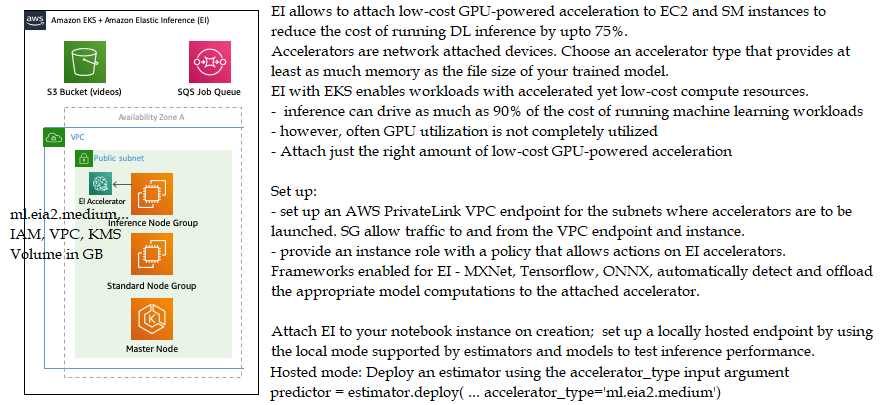 aws
Amazon EKS + Amazon Elastic Inference (EI)
S3 Bucket (videos)
SQS Job Queue
Availability Zone A
VPC
Public subnet
EI Accelerator
ml.eia2.medium,..
Inference Node Group
IAM, VPC, KMS
Volume in GB
Standard Node Group
Master Node
EI allows to attach low-cost GPU-powered acceleration to EC2 and SM instances to
reduce the cost of running DL inference by upto 75%.
Accelerators are network attached devices. Choose an accelerator type that provides at
least as much memory as the file size of your trained model.
EI with EKS enables workloads with accelerated yet low-cost compute resources.
- inference can drive as much as 90% of the cost of running machine learning workloads
- however, often GPU utilization is not completely utilized
- Attach just the right amount of low-cost GPU-powered acceleration
Set up:
- set up an AWS PrivateLink VPC endpoint for the subnets where accelerators are to be
launched. SG allow traffic to and from the VPC endpoint and instance.
- provide an instance role with a policy that allows actions on EI accelerators.
Frameworks enabled for EI - MXNet, Tensorflow, ONNX, automatically detect and offload
the appropriate model computations to the attached accelerator.
Attach EI to your notebook instance on creation; set up a locally hosted endpoint by using
the local mode supported by estimators and models to test inference performance.
Hosted mode: Deploy an estimator using the accelerator_type input argument
predictor = estimator.deploy( ... accelerator_type='ml.eia2.medium')